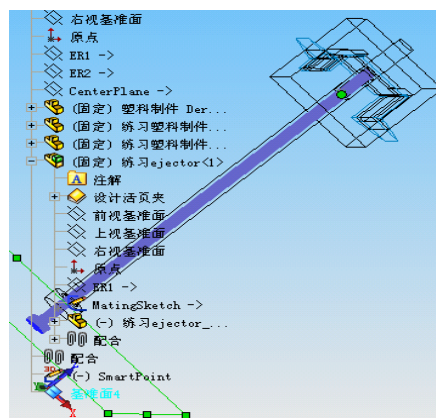 右视基准面
原点
ER1 ->
ER2 ->
CenterPlane ->
(固定) 塑料制件 Der...
(固定) 练习塑料制件...
(固定) 练习塑料制件...
(固定) 练习ejector<1>
注解
设计活页夹
前视基准面
上视基准面
右视基准面
原点
ER1 ->
MatingSketch ->
(-) 练习ejector_...
配合
配合
3D
(-) SmartPoint
Y
基准面4
X